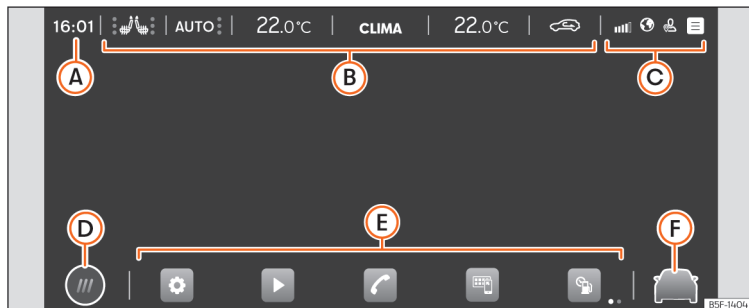 16:01 AUTO 22.0°C CLIMA 22.0°C
A B C
D E F
B5F-1404